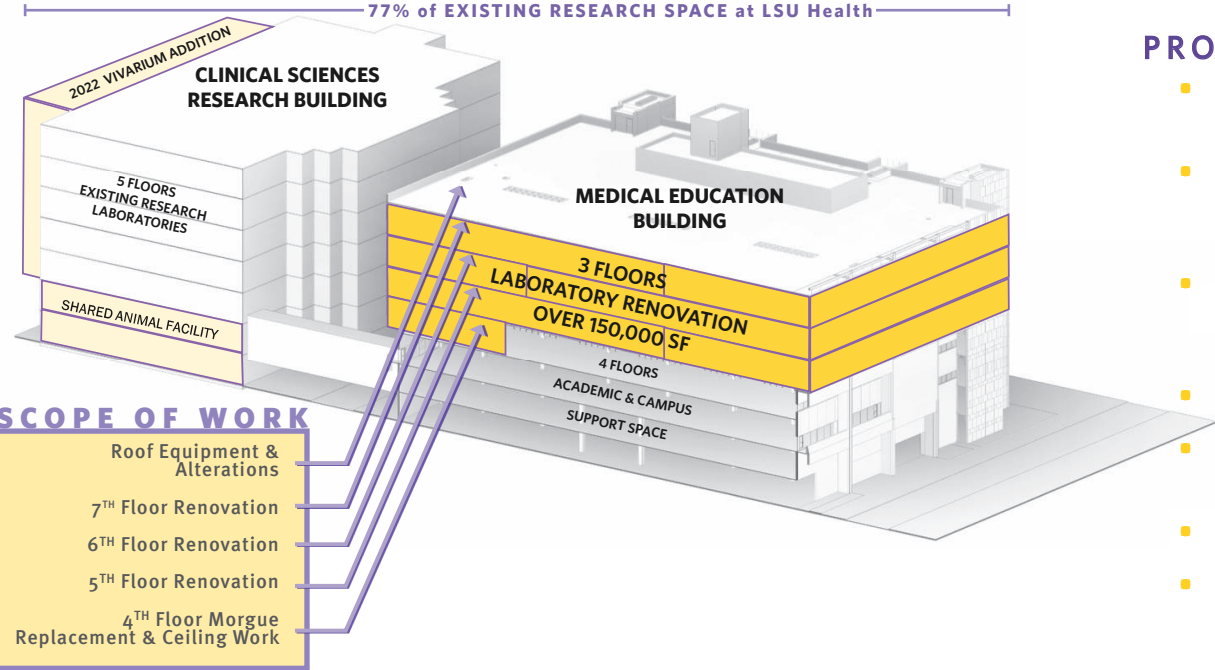 77% of EXISTING RESEARCH SPACE at LSU Health
PRO
2022 VIVARIUM ADDITION
CLINICAL SCIENCES
RESEARCH BUILDING
5 FLOORS
EXISTING RESEARCH
LABORATORIES
SHARED ANIMAL FACILITY
MEDICAL EDUCATION
BUILDING
3 FLOORS
LABORATORY RENOVATION
OVER 150,000 SF
4 FLOORS
ACADEMIC & CAMPUS
SUPPORT SPACE
SCOPE OF WORK
Roof Equipment &
Alterations
7TH Floor Renovation
6TH Floor Renovation
5TH Floor Renovation
4TH Floor Morgue
Replacement & Ceiling Work